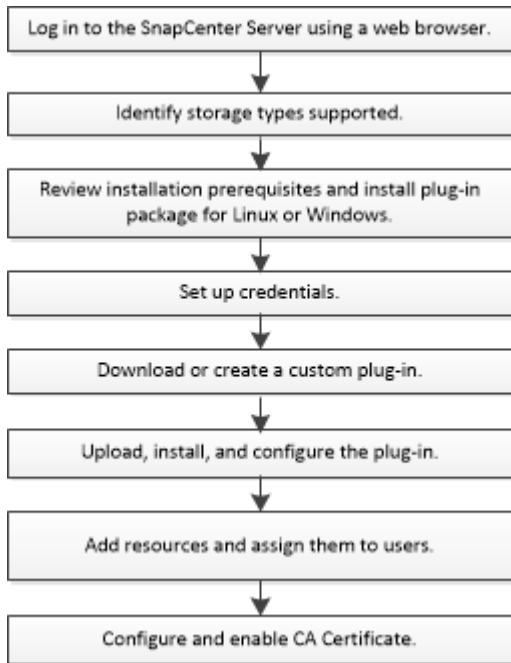 Log in to the SnapCenter Server using a web browser.
Identify storage types supported.
Review installation prerequisites and install plug-in
package for Linux or Windows.
Set up credentials.
Download or create a custom plug-in.
Upload, install, and configure the plug-in.
Add resources and assign them to users.
Configure and enable CA Certificate.